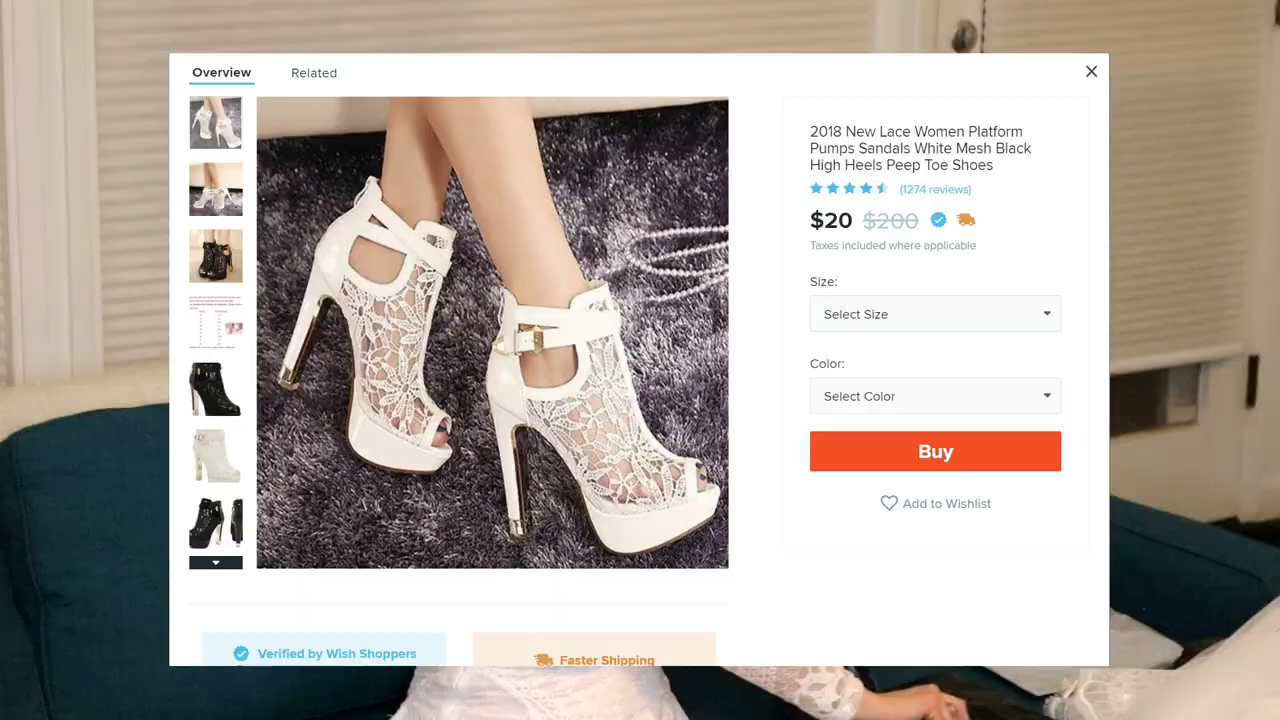 Overview
Related
2018 New Lace Women Platform
Pumps Sandals White Mesh Black
High Heels Peep Toe Shoes
(1274 reviews)
$20 $200
Taxes included where applicable
Size:
Select Size
Color:
Select Color
Buy
Add to Wishlist
Verified by Wish Shoppers
Faster Shipping